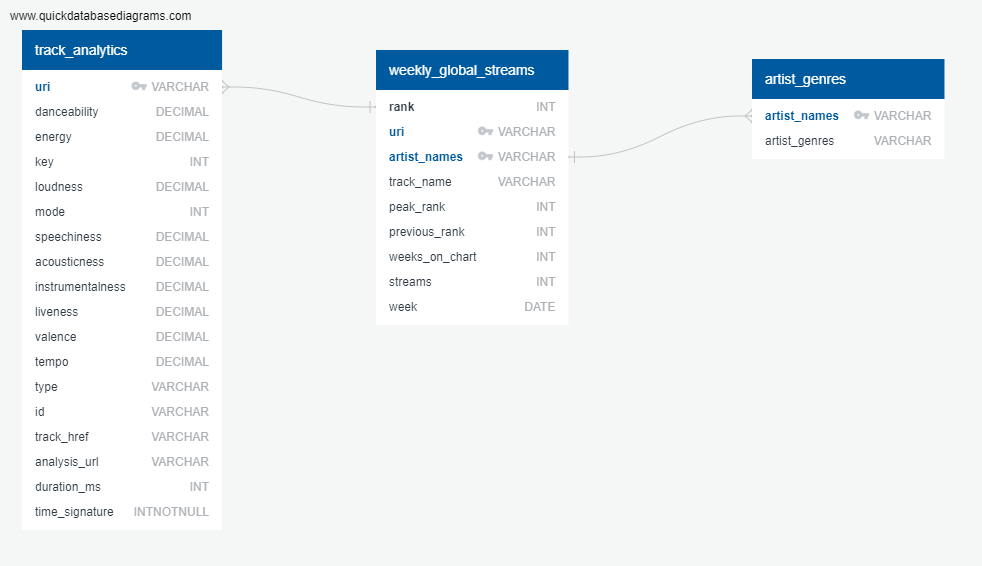 www.quickdatabasediagrams.com
track_analytics
uri VARCHAR
danceability DECIMAL
energy DECIMAL
key INT
loudness DECIMAL
mode INT
speechiness DECIMAL
acousticness DECIMAL
instrumentalness DECIMAL
liveness DECIMAL
valence DECIMAL
tempo DECIMAL
type VARCHAR
id VARCHAR
track_href VARCHAR
analysis_url VARCHAR
duration_ms INT
time_signature INTNOTNULL
weekly_global_streams
rank INT
uri VARCHAR
artist_names VARCHAR
track_name VARCHAR
peak_rank INT
previous_rank INT
weeks_on_chart INT
streams INT
week DATE
artist_genres
artist_names VARCHAR
artist_genres VARCHAR